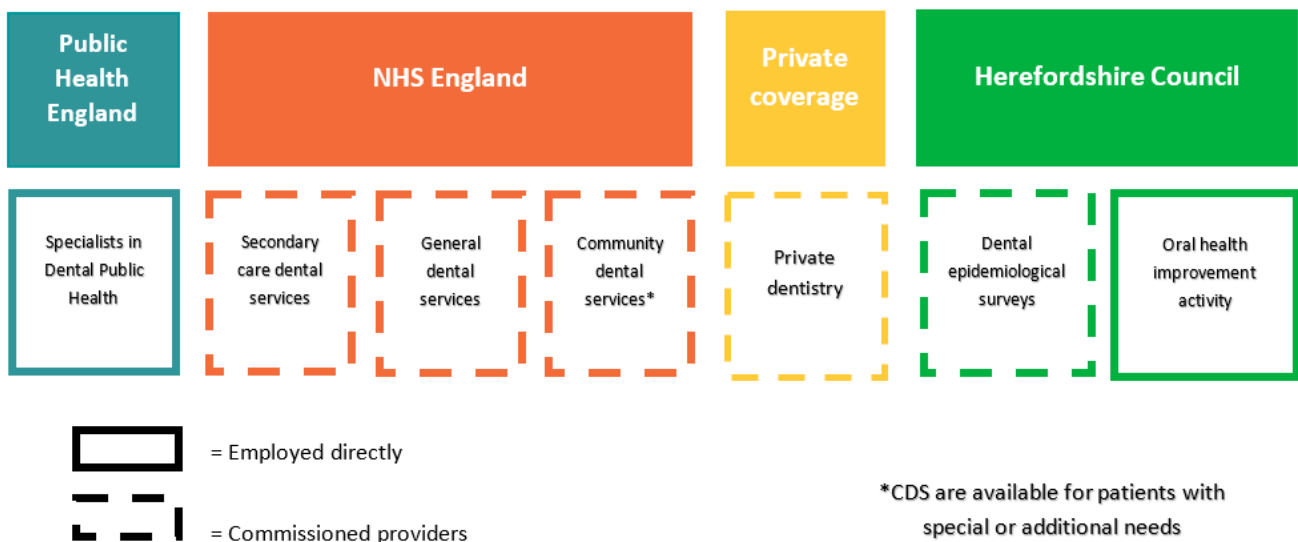 Public
Health
England
NHS England
Private
coverage
Herefordshire Council
Specialists in
Dental Public
Health
Secondary
care dental
services
General
dental
services
Community
dental
services*
Private
dentistry
Dental
epidemiological
surveys
Oral health
improvement
activity
= Employed directly
= Commissioned providers
*CDS are available for patients with
special or additional needs